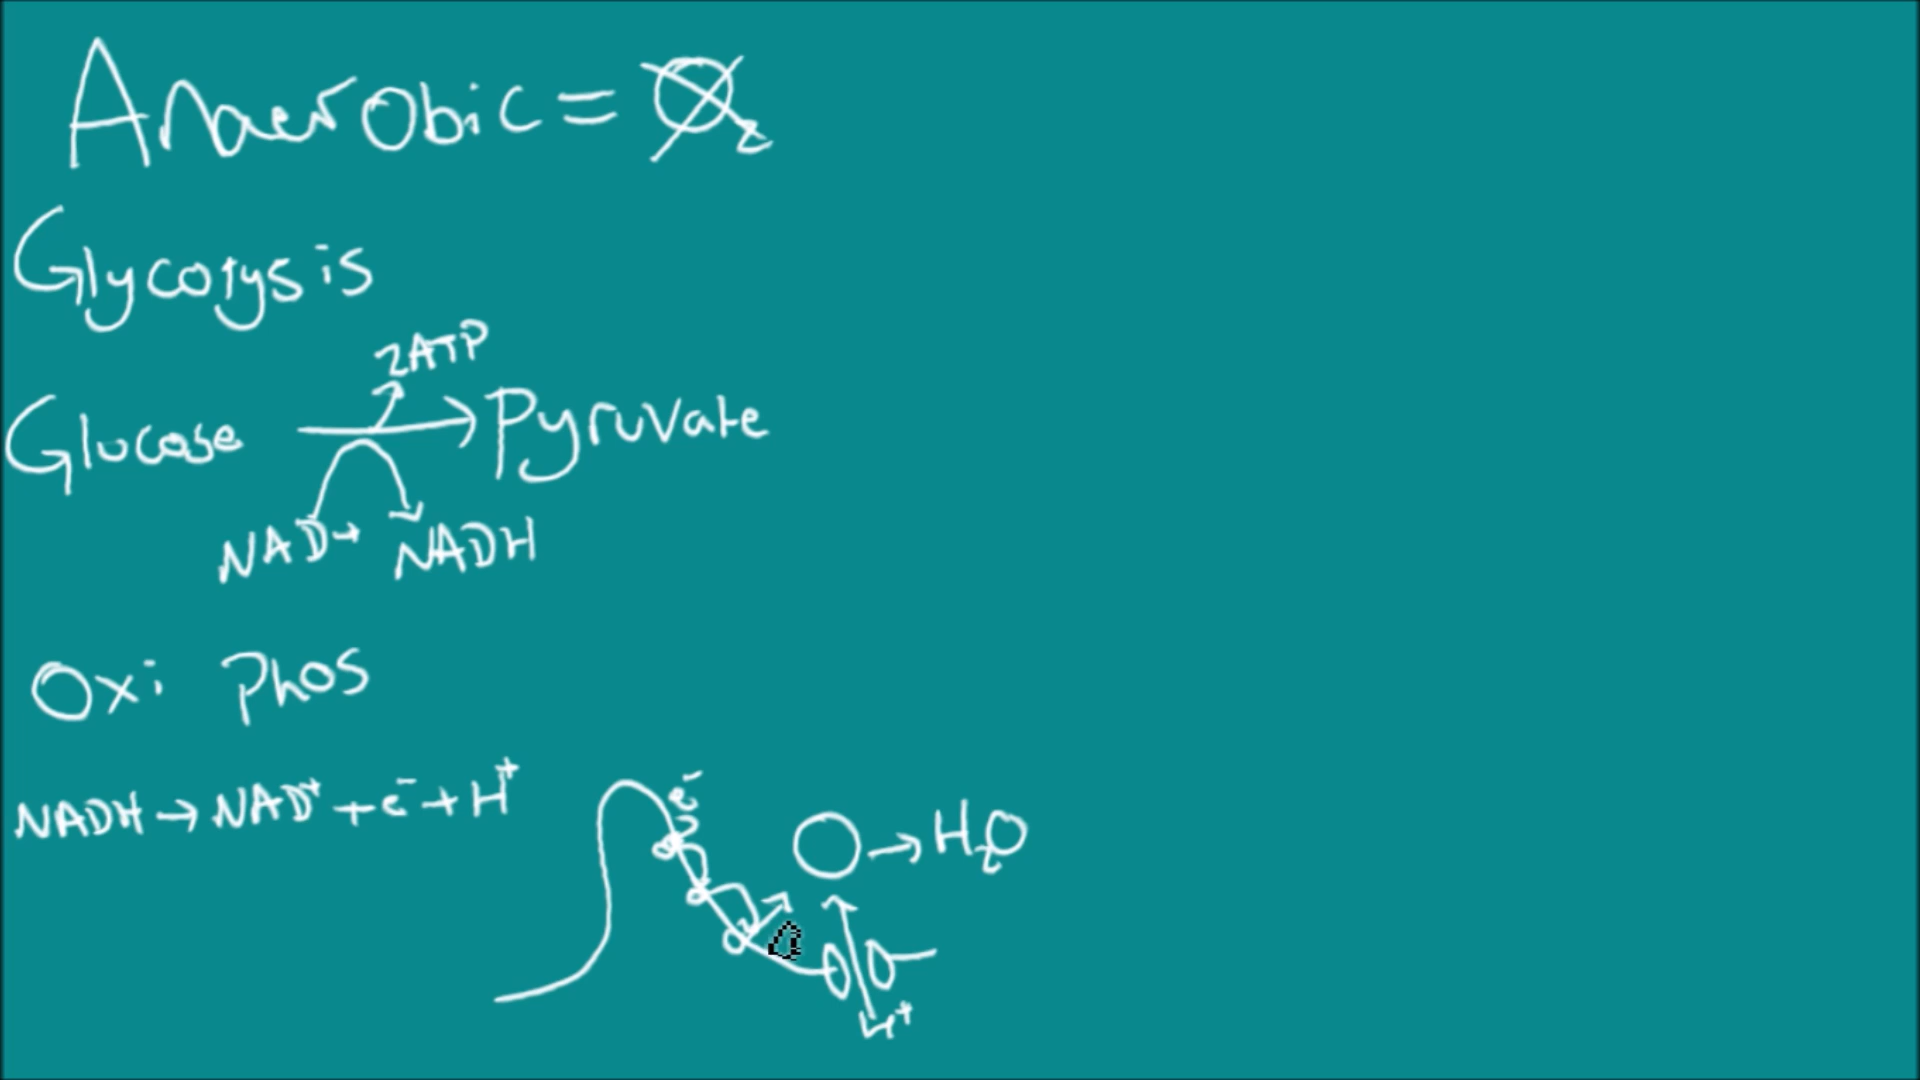 Anaerobic = O2
Glycolysis
2ATP
Glucose → Pyruvate
NAD+ NADH
Oxi Phos
NADH → NAD+ + e- + H+
e-
O → H2O
H+